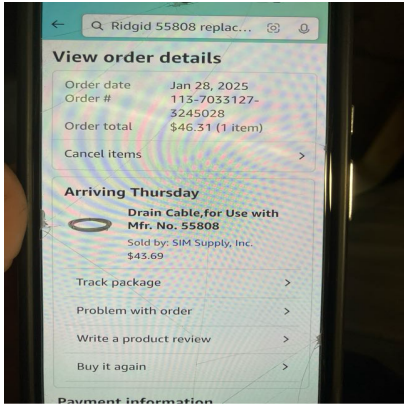 Ridgid 55808 replac...
View order details
Order date Jan 28, 2025
Order # 113-7033127-
3245028
Order total $46.31 (1 item)
Cancel items
Arriving Thursday
Drain Cable,for Use with
Mfr. No. 55808
Sold by: SIM Supply, Inc.
$43.69
Track package
Problem with order
Write a product review
Buy it again
Payment information